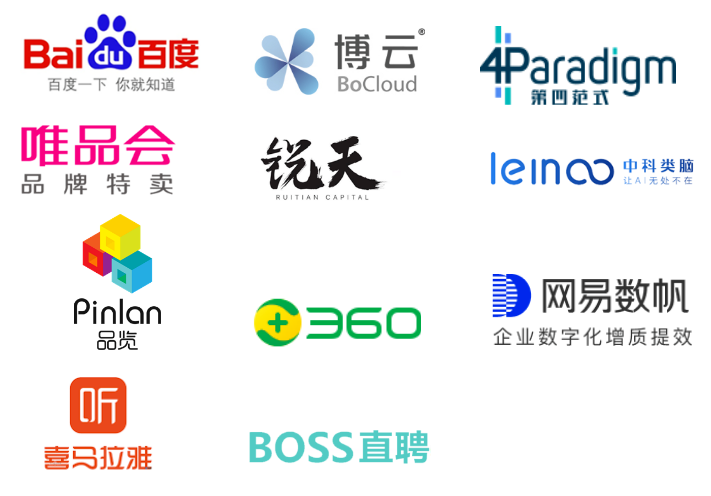 Bai du 百度
百度一下 你就知道
博云®
BoCloud
4Paradigm
第四范式
唯品会
品牌特卖
锐天
RUITIAN CAPITAL
leinao 中科类脑
让AI无处不在
Pinlan
品览
360
网易数帆
企业数字化增质提效
听
喜马拉雅
BOSS直聘